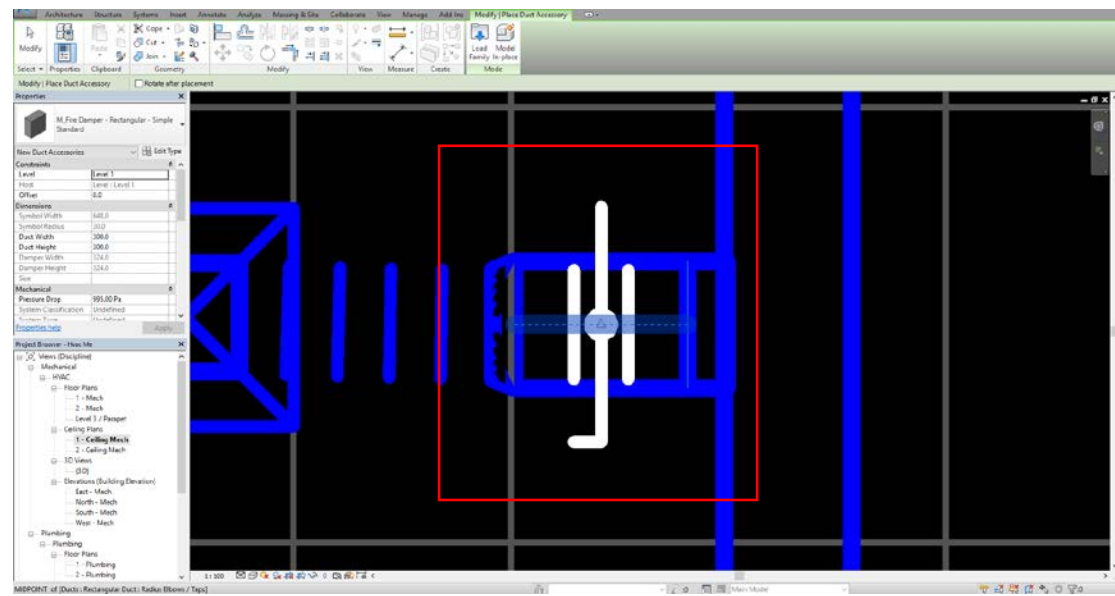 Architecture Structure Systems Insert Annotate Analyze Massing & Site Collaborate View Manage Add-Ins Modify | Place Duct Accessory
Modify Paste Cope Cut Join Load Family Model In-place
Select Properties Clipboard Geometry Modify View Measure Create Mode
Modify | Place Duct Accessory Rotate after placement
Properties
M_Fire Damper - Rectangular - Simple
Standard
New Duct Accessories Edit Type
Constraints
Level Level 1
Host Level : Level 1
Offset 0.0
Dimensions
Symbol Width 648.0
Symbol Radius 30.0
Duct Width 300.0
Duct Height 300.0
Damper Width 324.0
Damper Height 324.0
Size
Mechanical
Pressure Drop 995.00 Pa
System Classification Undefined
System Type Undefined
Properties help Apply
Project Browser - Hvac Me
Views (Discipline)
Mechanical
HVAC
Floor Plans
1 - Mech
2 - Mech
Level 3 / Parapet
Ceiling Plans
1 - Ceiling Mech
2 - Ceiling Mech
3D Views
{3D}
Elevations (Building Elevation)
East - Mech
North - Mech
South - Mech
West - Mech
Plumbing
Plumbing
Floor Plans
1 - Plumbing
2 - Plumbing
1 : 100
MIDPOINT of [Ducts : Rectangular Duct : Radius Elbows / Taps] Main Model